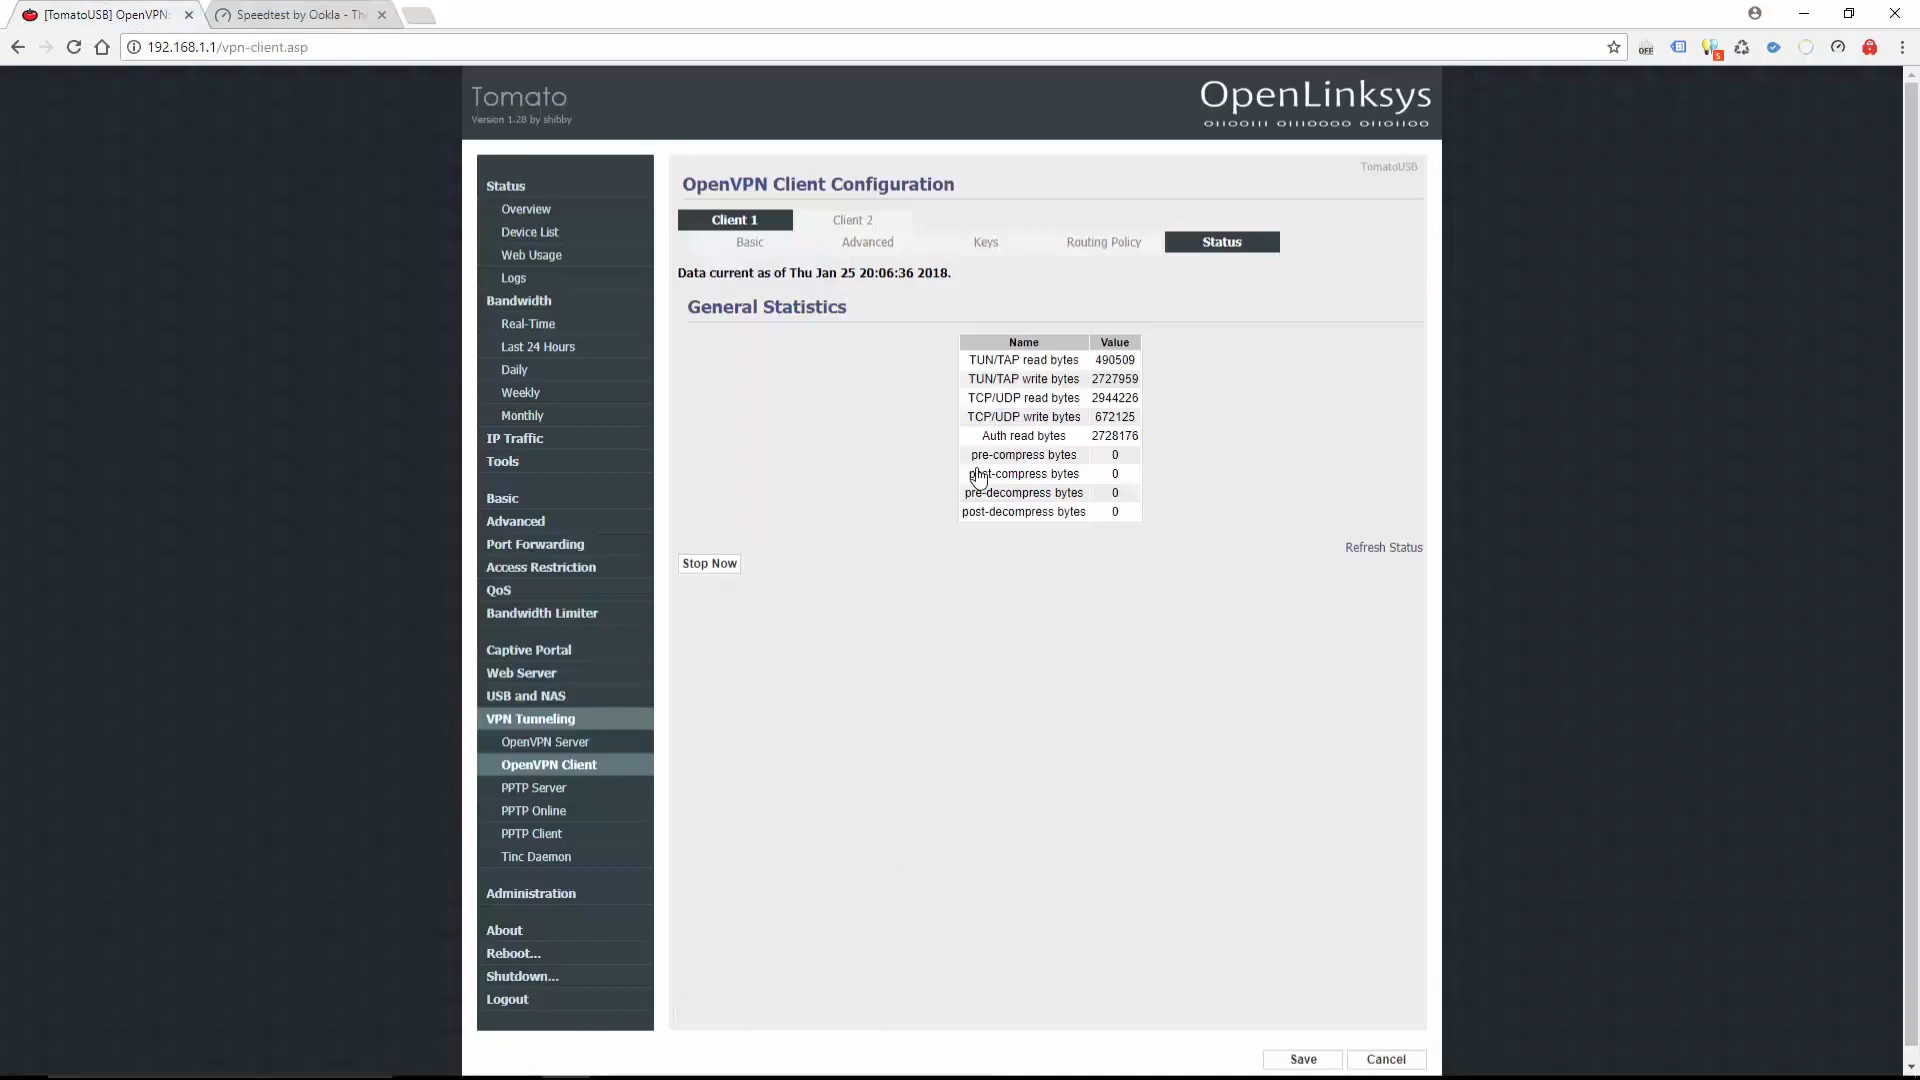 [TomatoUSB] OpenVPN:
Speedtest by Ookla - The
192.168.1.1/vpn-client.asp
OFF
5
Tomato
Version 1.28 by shibby
OpenLinksys
01100111 01110000 01101100
TomatoUSB
Status
Overview
Device List
Web Usage
Logs
Bandwidth
Real-Time
Last 24 Hours
Daily
Weekly
Monthly
IP Traffic
Tools
Basic
Advanced
Port Forwarding
Access Restriction
QoS
Bandwidth Limiter
Captive Portal
Web Server
USB and NAS
VPN Tunneling
OpenVPN Server
OpenVPN Client
PPTP Server
PPTP Online
PPTP Client
Tinc Daemon
Administration
About
Reboot...
Shutdown...
Logout
OpenVPN Client Configuration
Client 1 Client 2
Basic Advanced Keys Routing Policy Status
Data current as of Thu Jan 25 20:06:36 2018.
General Statistics
Name Value
TUN/TAP read bytes 490509
TUN/TAP write bytes 2727959
TCP/UDP read bytes 2944226
TCP/UDP write bytes 672125
Auth read bytes 2728176
pre-compress bytes 0
post-compress bytes 0
pre-decompress bytes 0
post-decompress bytes 0
Refresh Status
Stop Now
Save Cancel